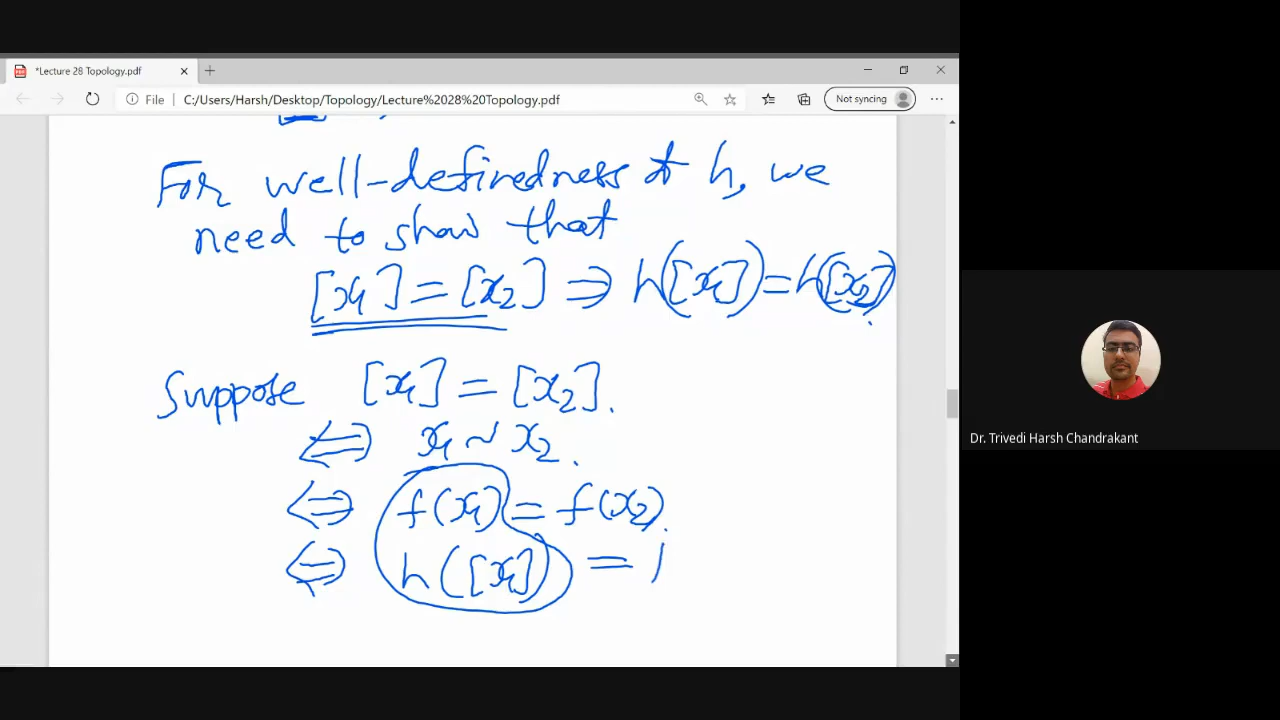 *Lecture 28 Topology.pdf
File C:/Users/Harsh/Desktop/Topology/Lecture%2028%20Topology.pdf Not syncing
For well-definedness of h, we
need to show that
[x₁] = [x₂] ⇒ h([x₁]) = h([x₂])
Suppose [x₁] = [x₂].
⇔ x₁ ~ x₂.
⇔ f(x₁) = f(x₂)
⇔ h([x₁]) =
Dr. Trivedi Harsh Chandrakant